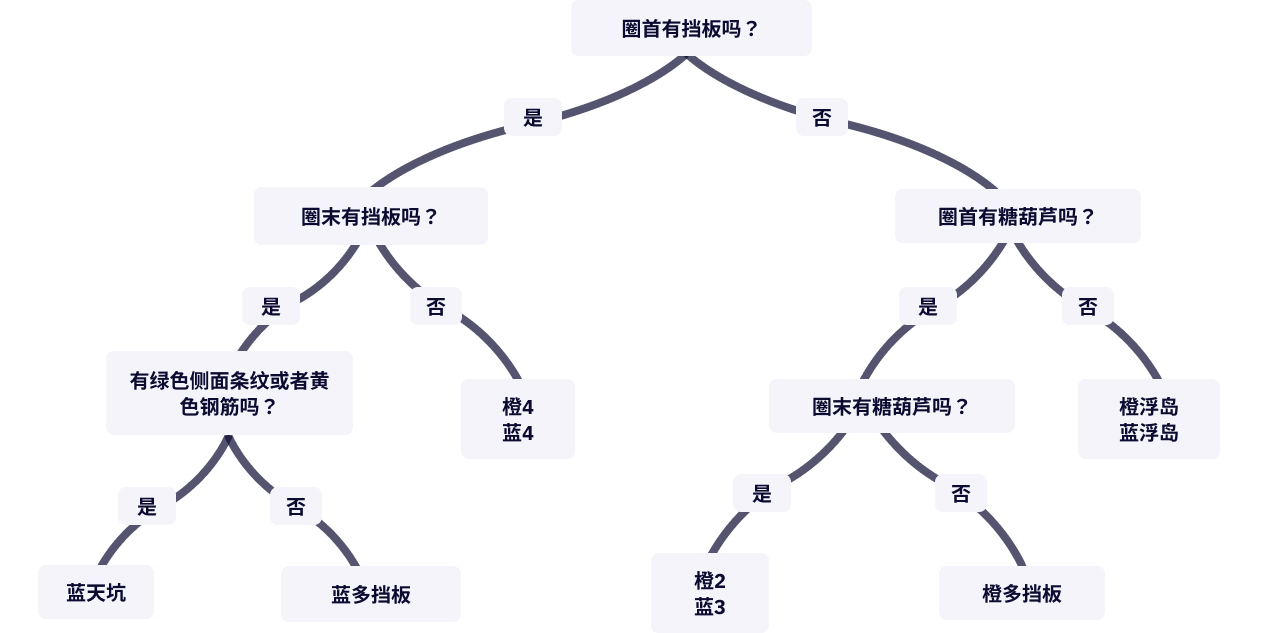 圈首有挡板吗？
是
否
圈末有挡板吗？
圈首有糖葫芦吗？
是
否
是
否
有绿色侧面条纹或者黄
色钢筋吗？
橙4
蓝4
圈末有糖葫芦吗？
橙浮岛
蓝浮岛
是
否
是
否
蓝天坑
蓝多挡板
橙2
蓝3
橙多挡板